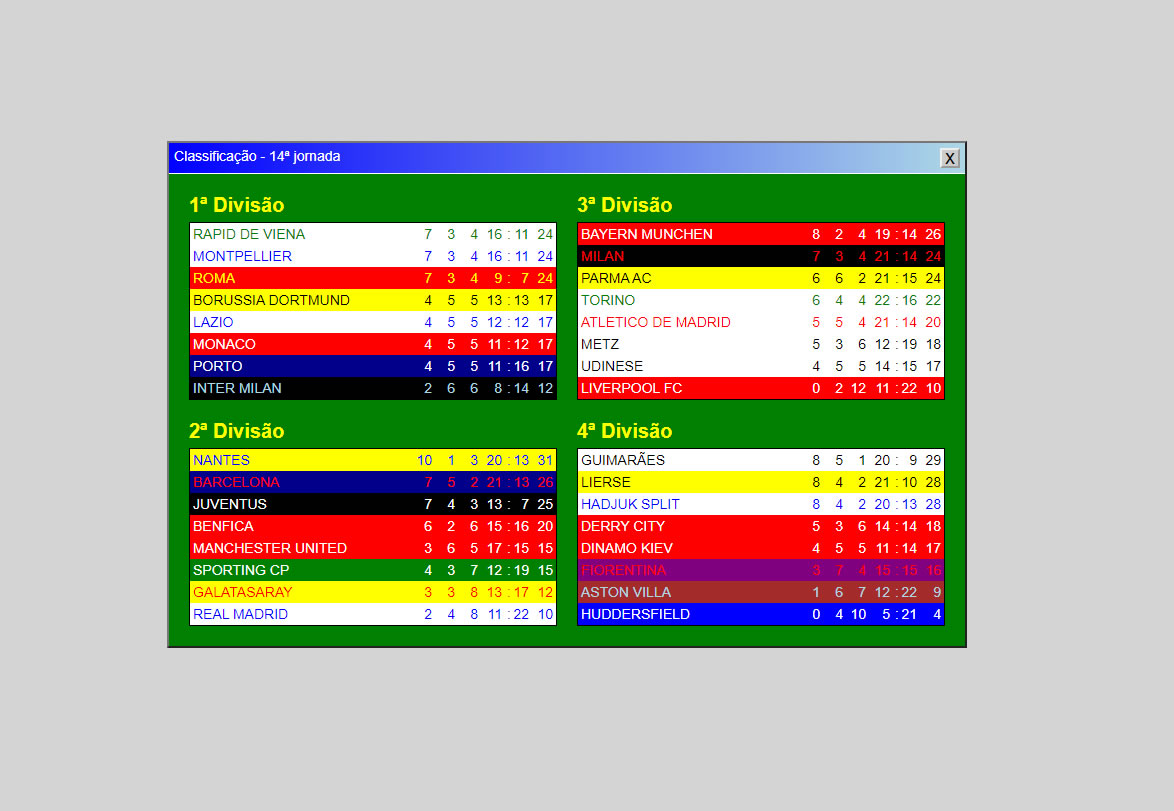 Classificação - 14ª jornada X
1ª Divisão
RAPID DE VIENA 7 3 4 16 : 11 24
MONTPELLIER 7 3 4 16 : 11 24
ROMA 7 3 4 9 : 7 24
BORUSSIA DORTMUND 4 5 5 13 : 13 17
LAZIO 4 5 5 12 : 12 17
MONACO 4 5 5 11 : 12 17
PORTO 4 5 5 11 : 16 17
INTER MILAN 2 6 6 8 : 14 12
2ª Divisão
NANTES 10 1 3 20 : 13 31
BARCELONA 7 5 2 21 : 13 26
JUVENTUS 7 4 3 13 : 7 25
BENFICA 6 2 6 15 : 16 20
MANCHESTER UNITED 3 6 5 17 : 15 15
SPORTING CP 4 3 7 12 : 19 15
GALATASARAY 3 3 8 13 : 17 12
REAL MADRID 2 4 8 11 : 22 10
3ª Divisão
BAYERN MUNCHEN 8 2 4 19 : 14 26
MILAN 7 3 4 21 : 14 24
PARMA AC 6 6 2 21 : 15 24
TORINO 6 4 4 22 : 16 22
ATLETICO DE MADRID 5 5 4 21 : 14 20
METZ 5 3 6 12 : 19 18
UDINESE 4 5 5 14 : 15 17
LIVERPOOL FC 0 2 12 11 : 22 10
4ª Divisão
GUIMARÃES 8 5 1 20 : 9 29
LIERSE 8 4 2 21 : 10 28
HADJUK SPLIT 8 4 2 20 : 13 28
DERRY CITY 5 3 6 14 : 14 18
DINAMO KIEV 4 5 5 11 : 14 17
FIORENTINA 3 7 4 15 : 15 16
ASTON VILLA 1 6 7 12 : 22 9
HUDDERSFIELD 0 4 10 5 : 21 4